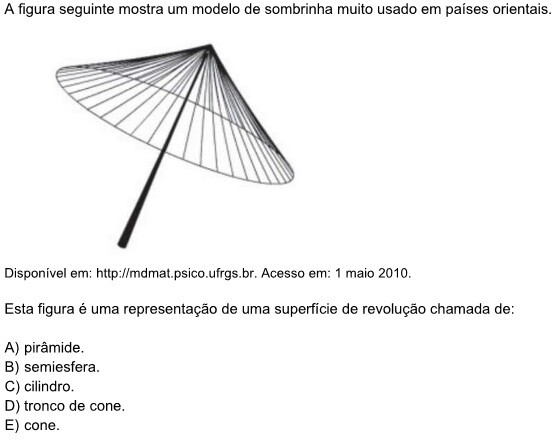 A figura seguinte mostra um modelo de sombrinha muito usado em países orientais.
Disponível em: http://mdmat.psico.ufrgs.br. Acesso em: 1 maio 2010.
Esta figura é uma representação de uma superfície de revolução chamada de:
A) pirâmide.
B) semiesfera.
C) cilindro.
D) tronco de cone.
E) cone.